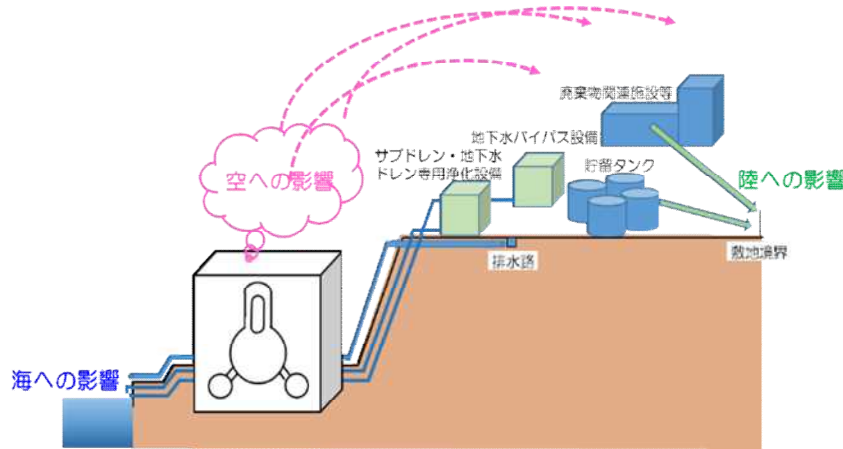 廃棄物関連施設等
地下水バイパス設備
サブドレン・地下水
ドレン専用浄化設備
貯留タンク
空への影響
陸への影響
排水路
敷地境界
海への影響